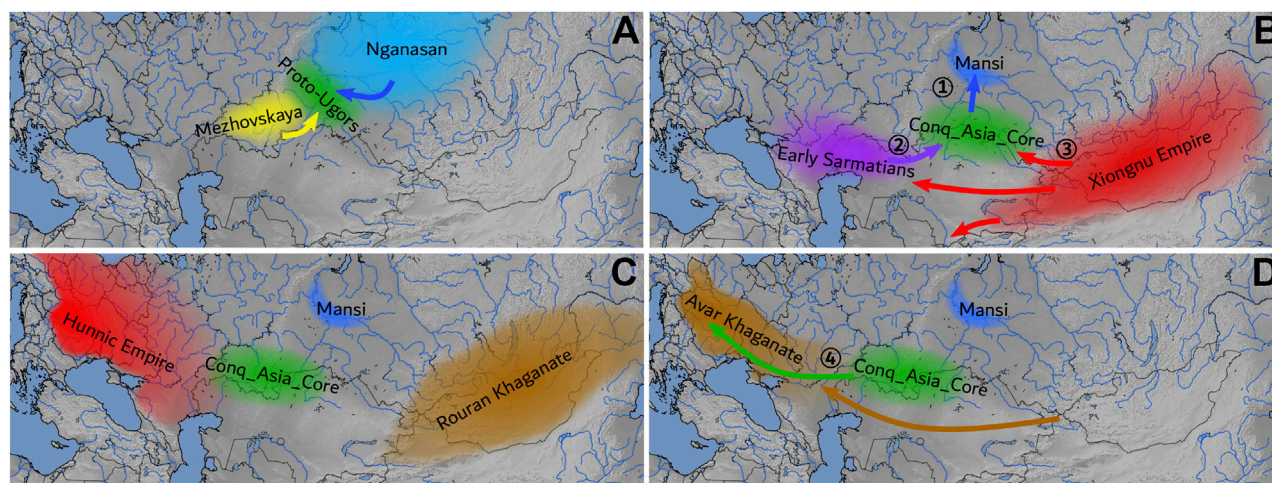 A
Nganasan
Proto-Ugors
Mezhovskaya
B
Mansi
①
Conq_Asia_Core
②
③
Early Sarmatians
Xiongnu Empire
C
Mansi
Hunnic Empire
Conq_Asia_Core
Rouran Khaganate
D
Mansi
Avar Khaganate
④
Conq_Asia_Core